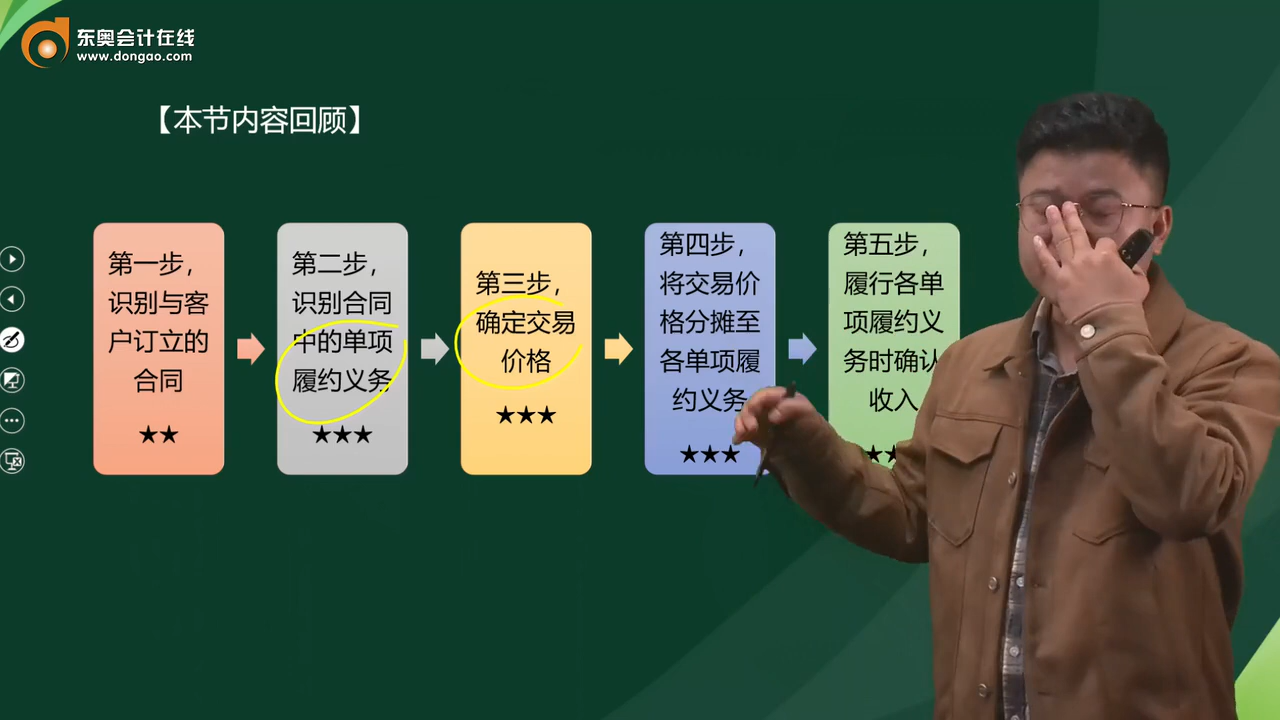 东奥会计在线
www.dongao.com
【本节内容回顾】
第一步，
识别与客
户订立的
合同
★★
第二步，
识别合同
中的单项
履约义务
★★★
第三步，
确定交易
价格
★★★
第四步，
将交易价
格分摊至
各单项履
约义务
★★★
第五步，
履行各单
项履约义
务时确认
收入
★★